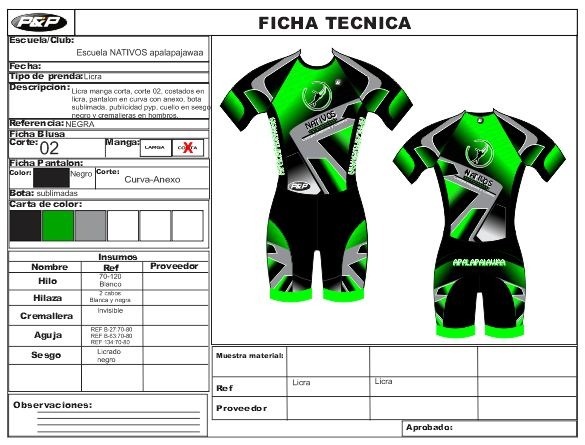 P&P
FICHA TECNICA
Escuela/Club:
Escuela NATIVOS apalapajawaa
Fecha:
Tipo de prenda: Licra
Descripcion:
Licra manga corta, corte 02, costados en
licra, pantalon en curva con anexo, bota
sublimada, publicidad pyp, cuello en sesgo
negro y cremalleras en hombros.
Referencia: NEGRA
Ficha Blusa
Corte: 02 Manga: LARGA CORTA
Ficha Pantalon:
Color: Negro Corte: Curva-Anexo
Bota: sublimadas
Carta de color:
Insumos
Nombre Ref Proveedor
Hilo 70-120
Blanco
Hilaza 2 cabos
Blanca y negra
Cremallera Invisible
Aguja REF B-27:70-80
REF B-63:70-80
REF 134:70-80
Sesgo Licrado
negro
Observaciones:
NATIVOS
P&P
NATIVOS
APALAPAJAWAA
Muestra material:
Ref Licra Licra
Proveedor
Aprobado: